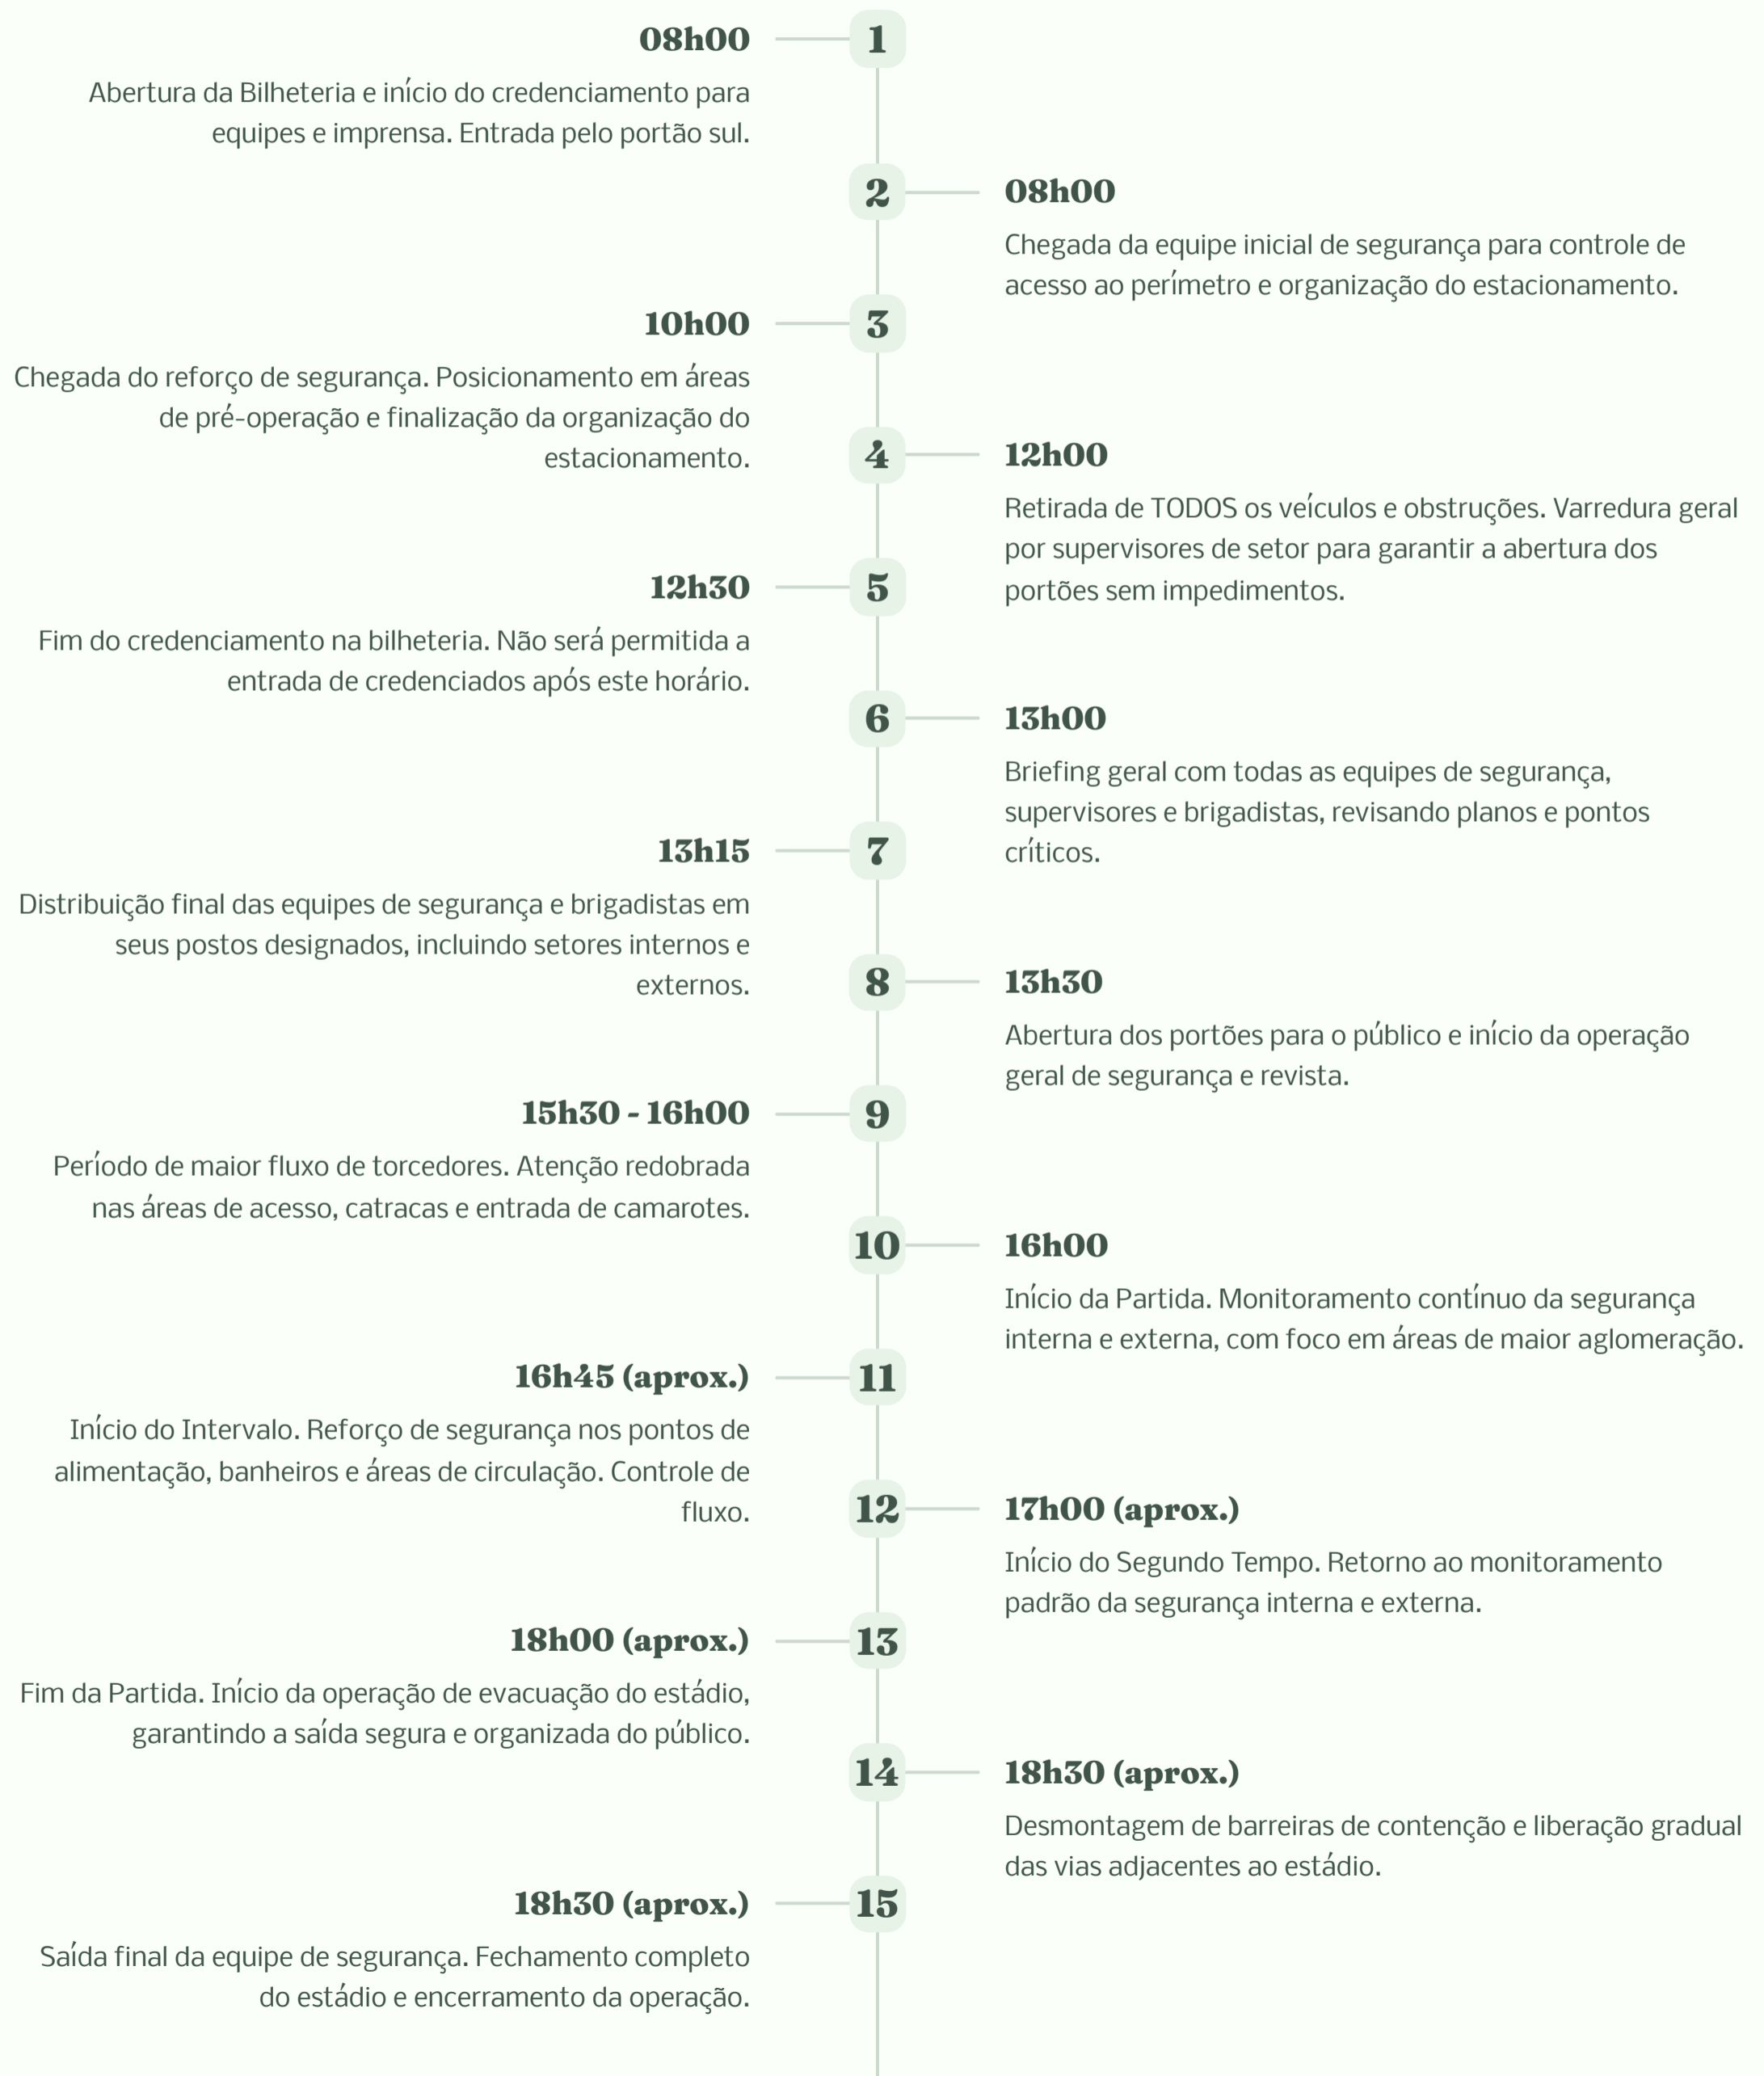 1
08h00
Abertura da Bilheteria e início do credenciamento para
equipes e imprensa. Entrada pelo portão sul.
2
08h00
Chegada da equipe inicial de segurança para controle de
acesso ao perímetro e organização do estacionamento.
3
10h00
Chegada do reforço de segurança. Posicionamento em áreas
de pré-operação e finalização da organização do
estacionamento.
4
12h00
Retirada de TODOS os veículos e obstruções. Varredura geral
por supervisores de setor para garantir a abertura dos
portões sem impedimentos.
5
12h30
Fim do credenciamento na bilheteria. Não será permitida a
entrada de credenciados após este horário.
6
13h00
Briefing geral com todas as equipes de segurança,
supervisores e brigadistas, revisando planos e pontos
críticos.
7
13h15
Distribuição final das equipes de segurança e brigadistas em
seus postos designados, incluindo setores internos e
externos.
8
13h30
Abertura dos portões para o público e início da operação
geral de segurança e revista.
9
15h30 - 16h00
Período de maior fluxo de torcedores. Atenção redobrada
nas áreas de acesso, catracas e entrada de camarotes.
10
16h00
Início da Partida. Monitoramento contínuo da segurança
interna e externa, com foco em áreas de maior aglomeração.
11
16h45 (aprox.)
Início do Intervalo. Reforço de segurança nos pontos de
alimentação, banheiros e áreas de circulação. Controle de
fluxo.
12
17h00 (aprox.)
Início do Segundo Tempo. Retorno ao monitoramento
padrão da segurança interna e externa.
13
18h00 (aprox.)
Fim da Partida. Início da operação de evacuação do estádio,
garantindo a saída segura e organizada do público.
14
18h30 (aprox.)
Desmontagem de barreiras de contenção e liberação gradual
das vias adjacentes ao estádio.
15
18h30 (aprox.)
Saída final da equipe de segurança. Fechamento completo
do estádio e encerramento da operação.